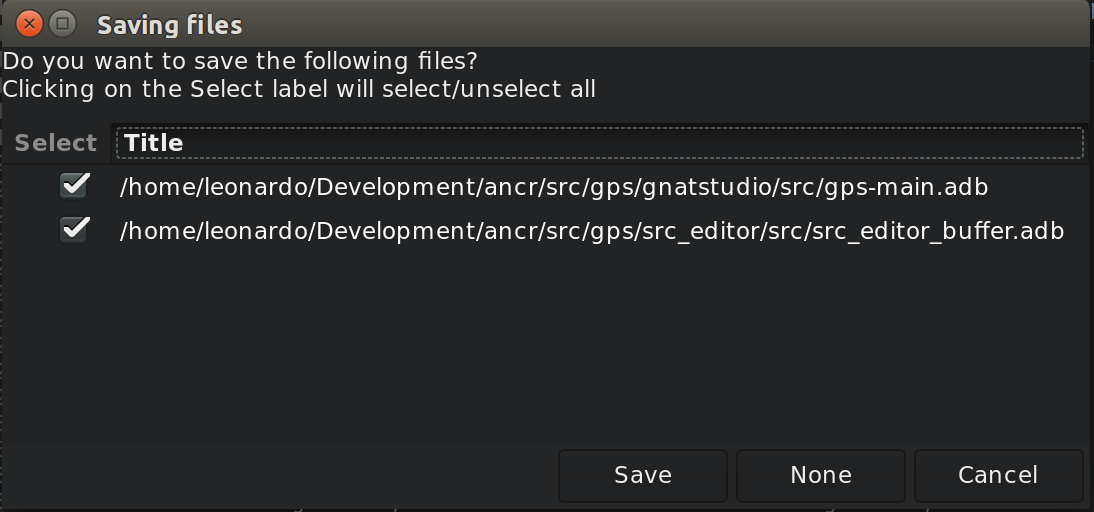 Saving files
Do you want to save the following files?
Clicking on the Select label will select/unselect all
Select Title
/home/leonardo/Development/ancr/src/gps/gnatstudio/src/gps-main.adb
/home/leonardo/Development/ancr/src/gps/src_editor/src/src_editor_buffer.adb
Save None Cancel